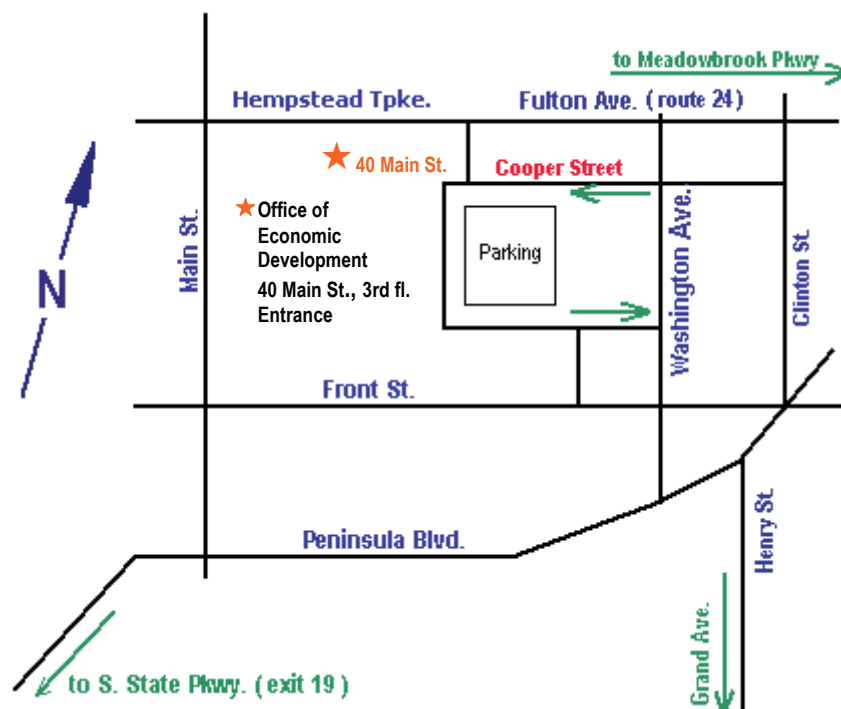 to Meadowbrook Pkwy
Hempstead Tpke.
Fulton Ave. (route 24)
40 Main St.
Cooper Street
Office of
Economic
Development
40 Main St., 3rd fl.
Entrance
Main St.
N
Parking
Washington Ave.
Clinton St.
Front St.
Peninsula Blvd.
Henry St.
Grand Ave.
to S. State Pkwy. (exit 19)